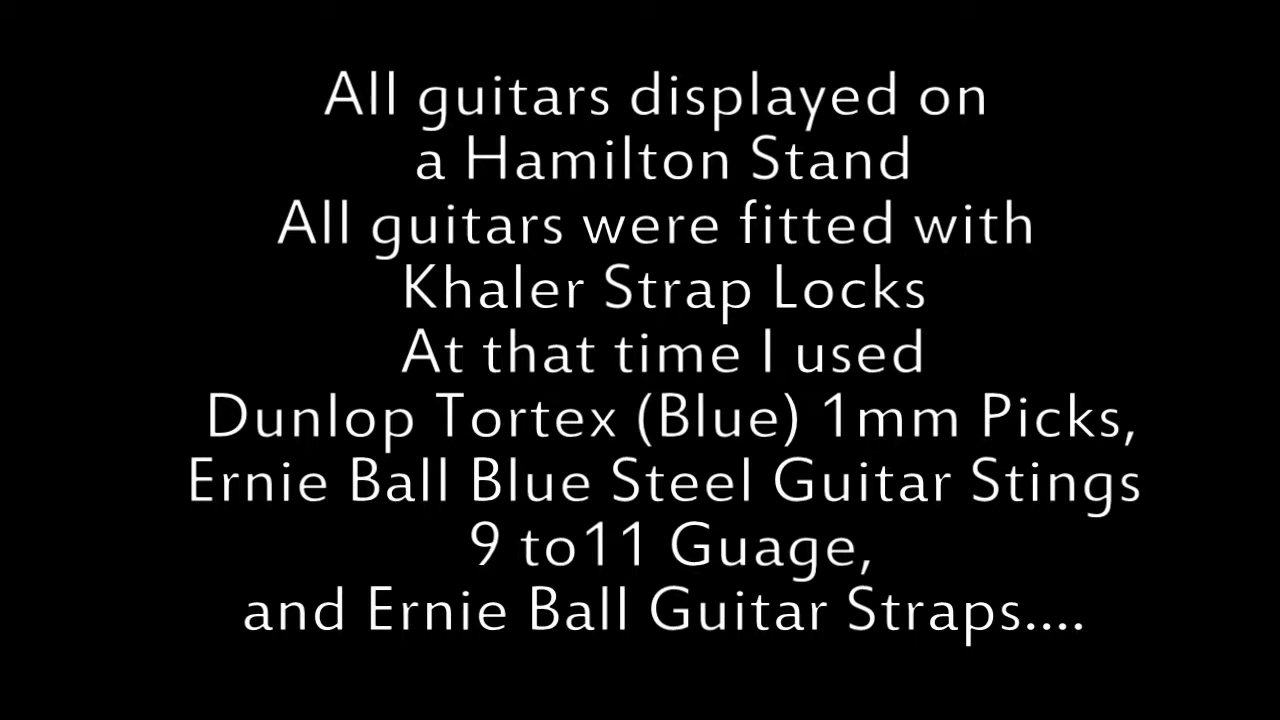 All guitars displayed on
a Hamilton Stand
All guitars were fitted with
Khaler Strap Locks
At that time I used
Dunlop Tortex (Blue) 1mm Picks,
Ernie Ball Blue Steel Guitar Stings
9 to11 Guage,
and Ernie Ball Guitar Straps....